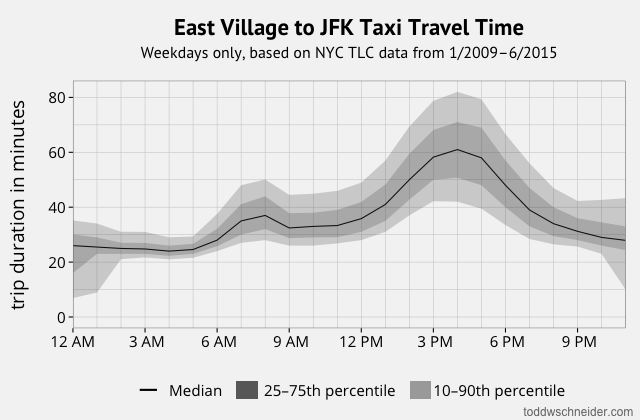 East Village to JFK Taxi Travel Time
Weekdays only, based on NYC TLC data from 1/2009–6/2015
trip duration in minutes
80
60
40
20
0
12 AM 3 AM 6 AM 9 AM 12 PM 3 PM 6 PM 9 PM
Median 25–75th percentile 10–90th percentile
toddwschneider.com